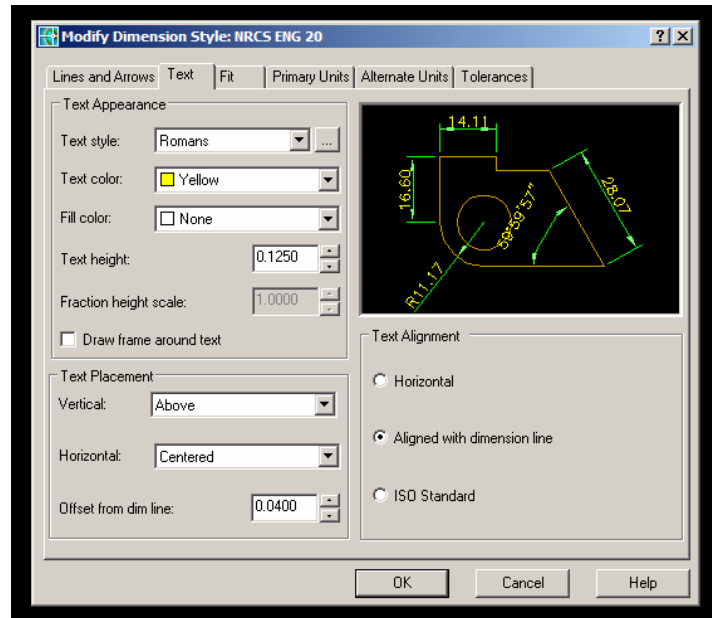 Modify Dimension Style: NRCS ENG 20
Lines and Arrows Text Fit Primary Units Alternate Units Tolerances
Text Appearance
Text style: Romans ...
Text color: Yellow
Fill color: None
Text height: 0.1250
Fraction height scale: 1.0000
Draw frame around text
Text Placement
Vertical: Above
Horizontal: Centered
Offset from dim line: 0.0400
14.11
16.60
28.07
59°59'57"
R11.17
Text Alignment
Horizontal
Aligned with dimension line
ISO Standard
OK Cancel Help